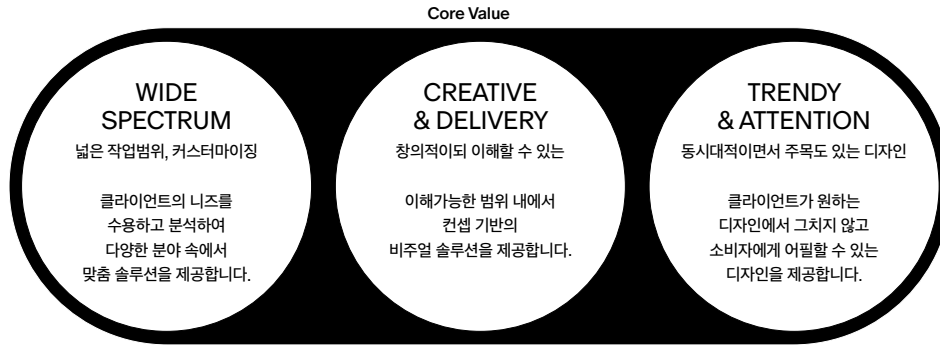 Core Value
WIDE
SPECTRUM
넓은 작업범위, 커스터마이징
클라이언트의 니즈를
수용하고 분석하여
다양한 분야 속에서
맞춤 솔루션을 제공합니다.
CREATIVE
& DELIVERY
창의적이되 이해할 수 있는
이해가능한 범위 내에서
컨셉 기반의
비주얼 솔루션을 제공합니다.
TRENDY
& ATTENTION
동시대적이면서 주목도 있는 디자인
클라이언트가 원하는
디자인에서 그치지 않고
소비자에게 어필할 수 있는
디자인을 제공합니다.